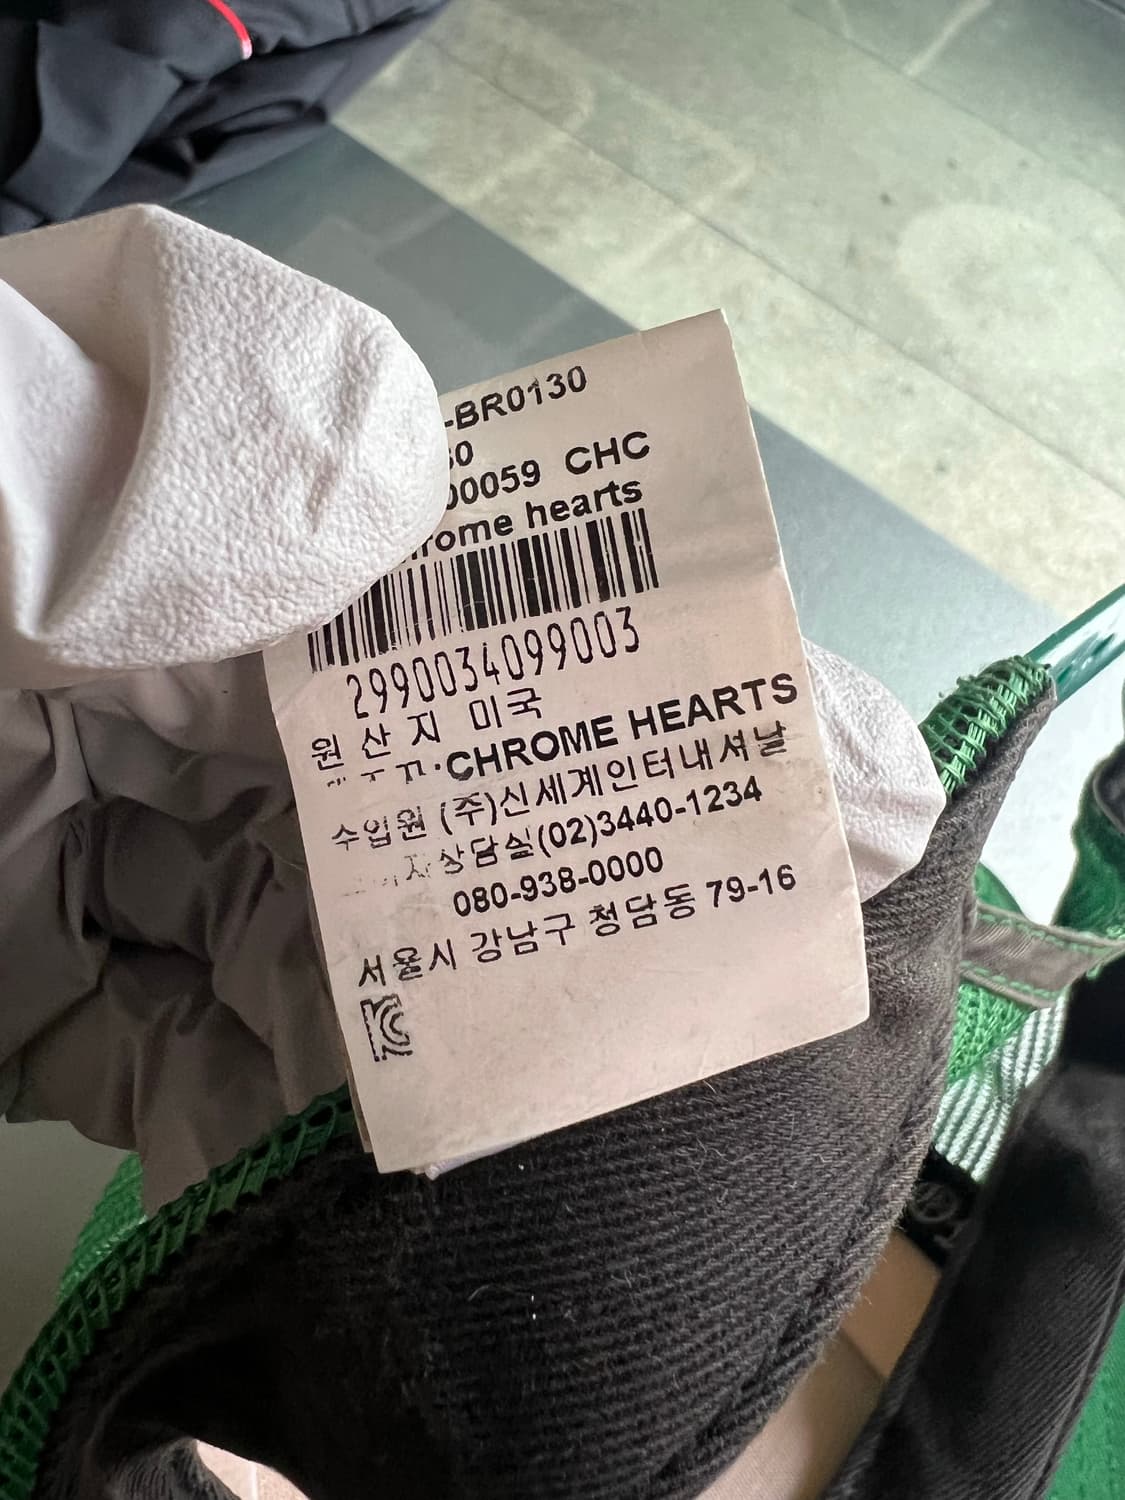 -BR0130
0
00059 CHC
rome hearts
2990034099003
원 산 지 미국
CHROME HEARTS
수입원 (주)신세계인터내셔날
상담실(02)3440-1234
080-938-0000
서울시 강남구 청담동 79-16
KC